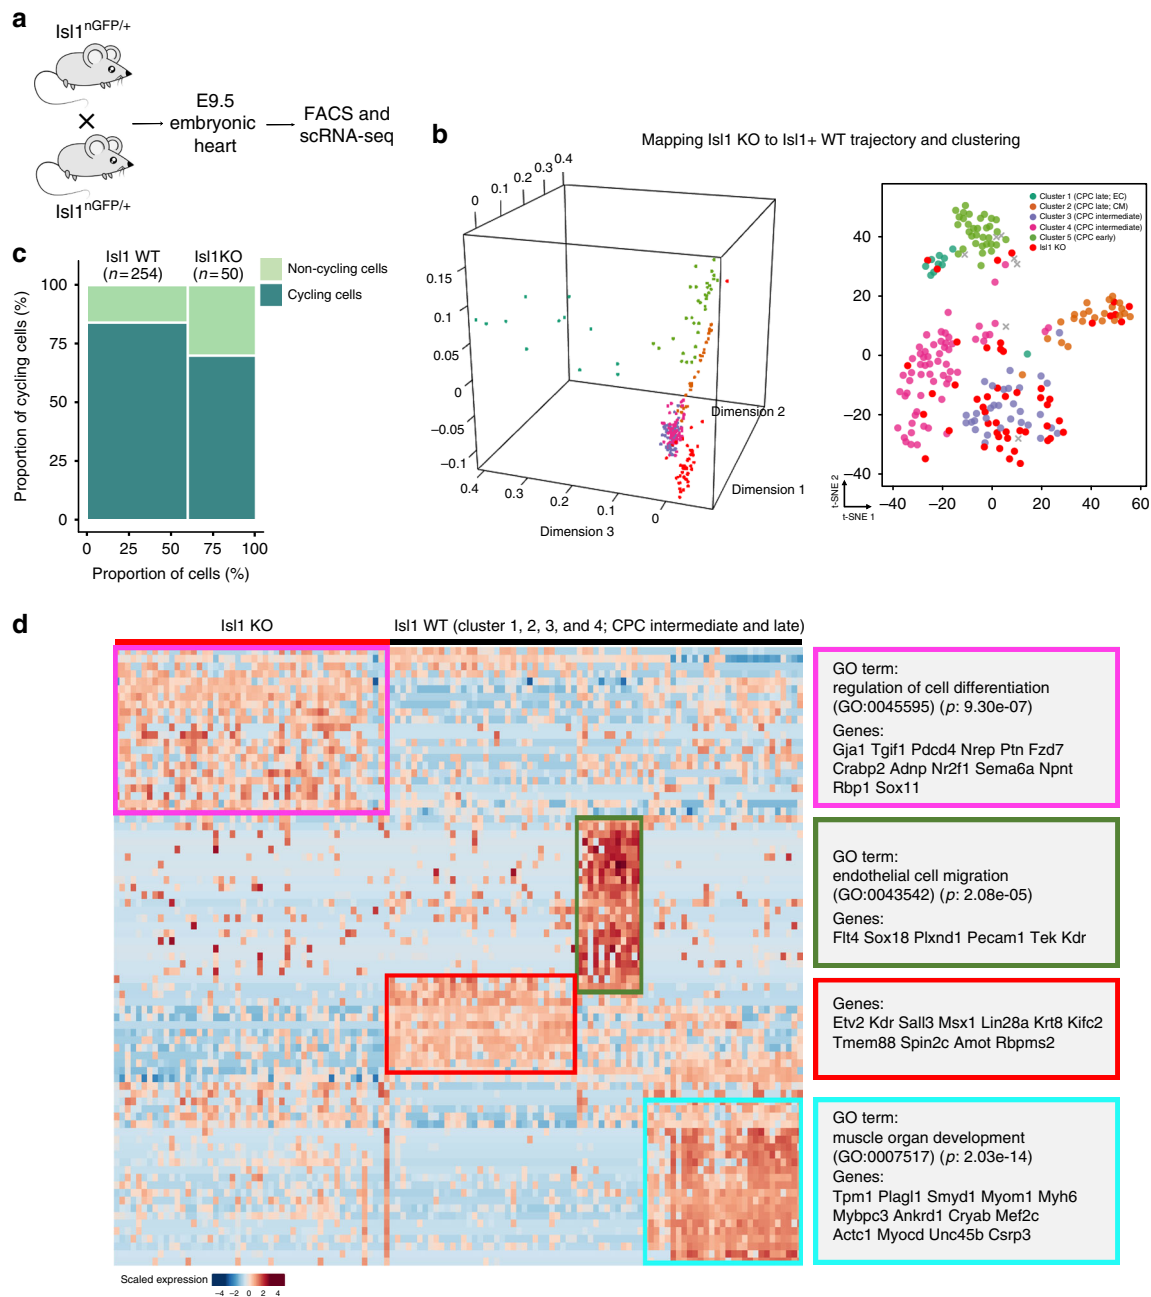 a
Isl1nGFP/+
×
Isl1nGFP/+
E9.5
embryonic
heart
FACS and
scRNA-seq
b
Mapping Isl1 KO to Isl1+ WT trajectory and clustering
0 0.1 0.2 0.3 0.4
0.15
0.1
0.05
0
−0.05
−0.1
0.4 0.3 0.2 0.1 0
Dimension 2
Dimension 1
Dimension 3
Cluster 1 (CPC late; EC)
Cluster 2 (CPC late; CM)
Cluster 3 (CPC intermediate)
Cluster 4 (CPC intermediate)
Cluster 5 (CPC early)
Isl1 KO
40
20
0
−20
−40
−40 −20 0 20 40 60
t-SNE 2
t-SNE 1
c
Isl1 WT
(n=254)
Isl1KO
(n=50)
Non-cycling cells
Cycling cells
Proportion of cycling cells (%)
100
75
50
25
0
0 25 50 75 100
Proportion of cells (%)
d
Isl1 KO
Isl1 WT (cluster 1, 2, 3, and 4; CPC intermediate and late)
GO term:
regulation of cell differentiation
(GO:0045595) (p: 9.30e-07)
Genes:
Gja1 Tgif1 Pdcd4 Nrep Ptn Fzd7
Crabp2 Adnp Nr2f1 Sema6a Npnt
Rbp1 Sox11
GO term:
endothelial cell migration
(GO:0043542) (p: 2.08e-05)
Genes:
Flt4 Sox18 Plxnd1 Pecam1 Tek Kdr
Genes:
Etv2 Kdr Sall3 Msx1 Lin28a Krt8 Kifc2
Tmem88 Spin2c Amot Rbpms2
GO term:
muscle organ development
(GO:0007517) (p: 2.03e-14)
Genes:
Tpm1 Plagl1 Smyd1 Myom1 Myh6
Mybpc3 Ankrd1 Cryab Mef2c
Actc1 Myocd Unc45b Csrp3
Scaled expression
−4 −2 0 2 4